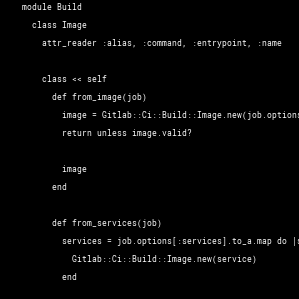 module Build
class Image
attr_reader :alias, :command, :entrypoint, :name
class << self
def from_image(job)
image = Gitlab::Ci::Build::Image.new(job.options
return unless image.valid?
image
end
def from_services(job)
services = job.options[:services].to_a.map do |s
Gitlab::Ci::Build::Image.new(service)
end